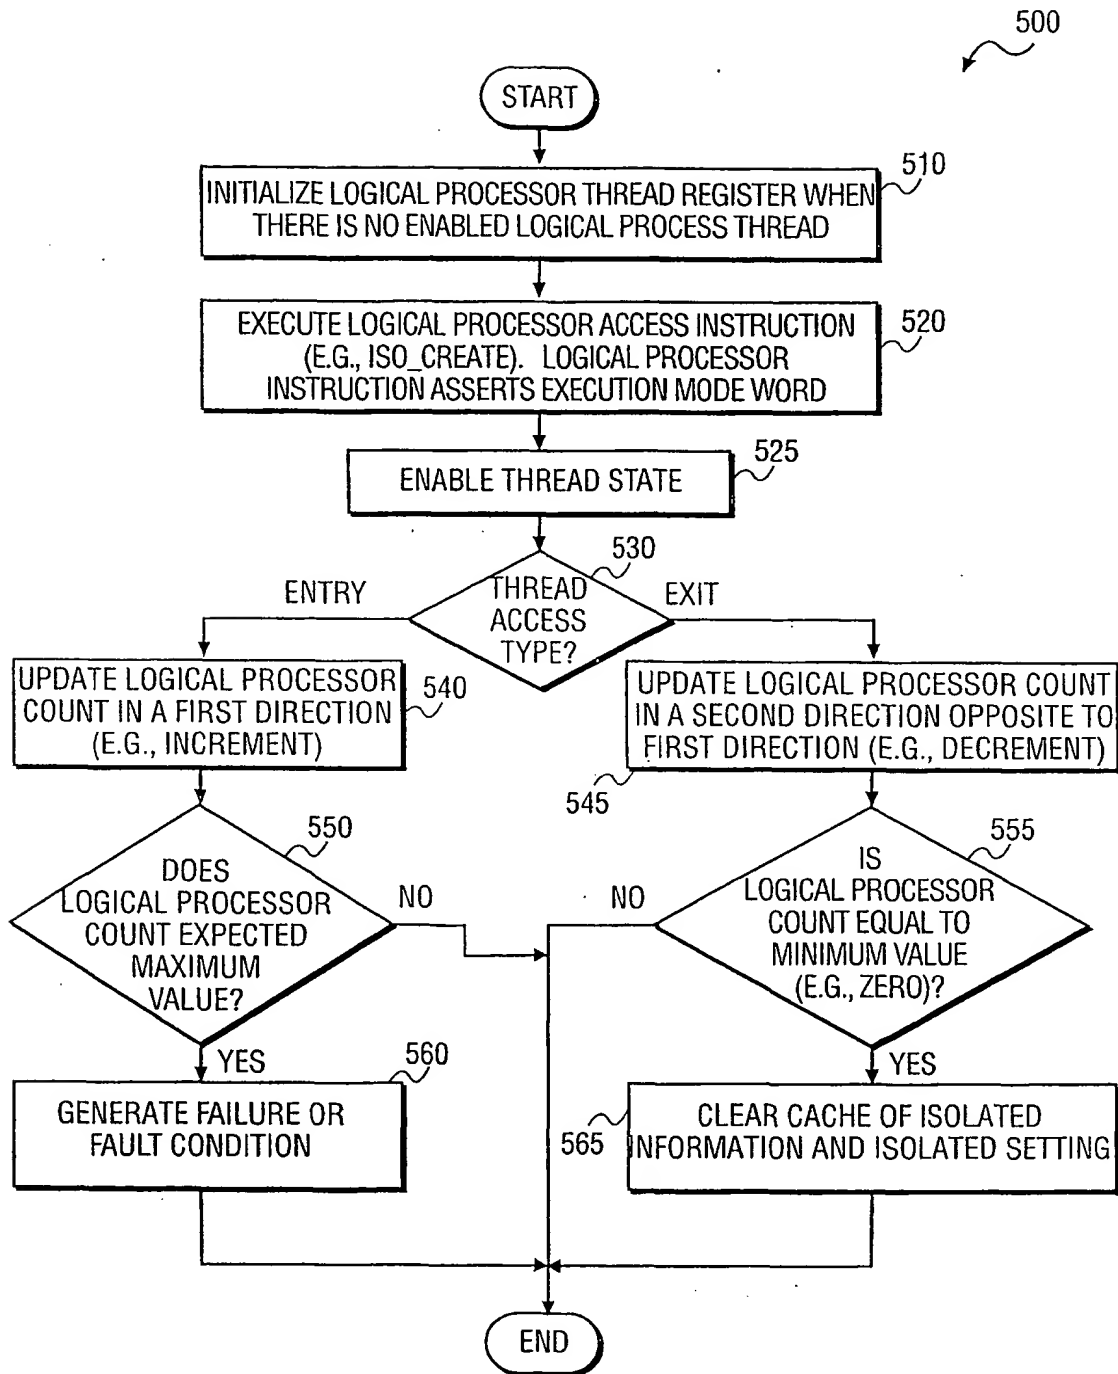 500
START
510
INITIALIZE LOGICAL PROCESSOR THREAD REGISTER WHEN
THERE IS NO ENABLED LOGICAL PROCESS THREAD
520
EXECUTE LOGICAL PROCESSOR ACCESS INSTRUCTION
(E.G., ISO_CREATE). LOGICAL PROCESSOR
INSTRUCTION ASSERTS EXECUTION MODE WORD
525
ENABLE THREAD STATE
530
THREAD
ACCESS
TYPE?
ENTRY
EXIT
UPDATE LOGICAL PROCESSOR
COUNT IN A FIRST DIRECTION
(E.G., INCREMENT)
540
UPDATE LOGICAL PROCESSOR COUNT
IN A SECOND DIRECTION OPPOSITE TO
FIRST DIRECTION (E.G., DECREMENT)
545
550
DOES
LOGICAL PROCESSOR
COUNT EXPECTED
MAXIMUM
VALUE?
NO
YES
555
IS
LOGICAL PROCESSOR
COUNT EQUAL TO
MINIMUM VALUE
(E.G., ZERO)?
NO
YES
560
GENERATE FAILURE OR
FAULT CONDITION
565
CLEAR CACHE OF ISOLATED
INFORMATION AND ISOLATED SETTING
END